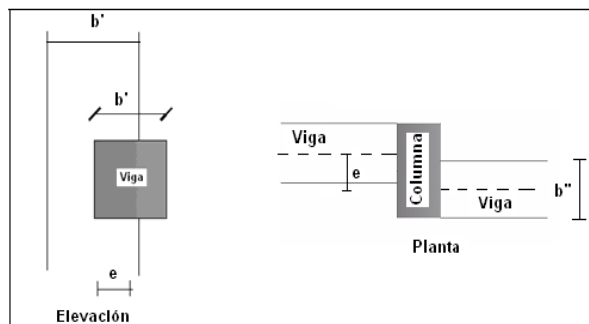 b'
b'
Viga
e
Elevación
Viga
e
Columna
Viga
b"
Planta